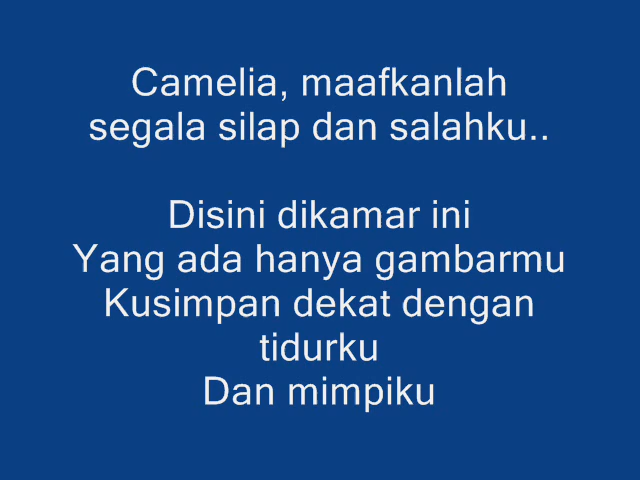 Camelia, maafkanlah
segala silap dan salahku..
Disini dikamar ini
Yang ada hanya gambarmu
Kusimpan dekat dengan
tidurku
Dan mimpiku